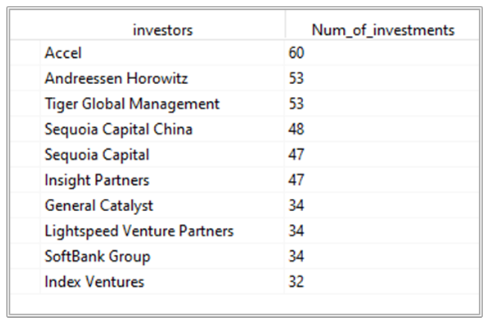 investors Num_of_investments
Accel 60
Andreessen Horowitz 53
Tiger Global Management 53
Sequoia Capital China 48
Sequoia Capital 47
Insight Partners 47
General Catalyst 34
Lightspeed Venture Partners 34
SoftBank Group 34
Index Ventures 32